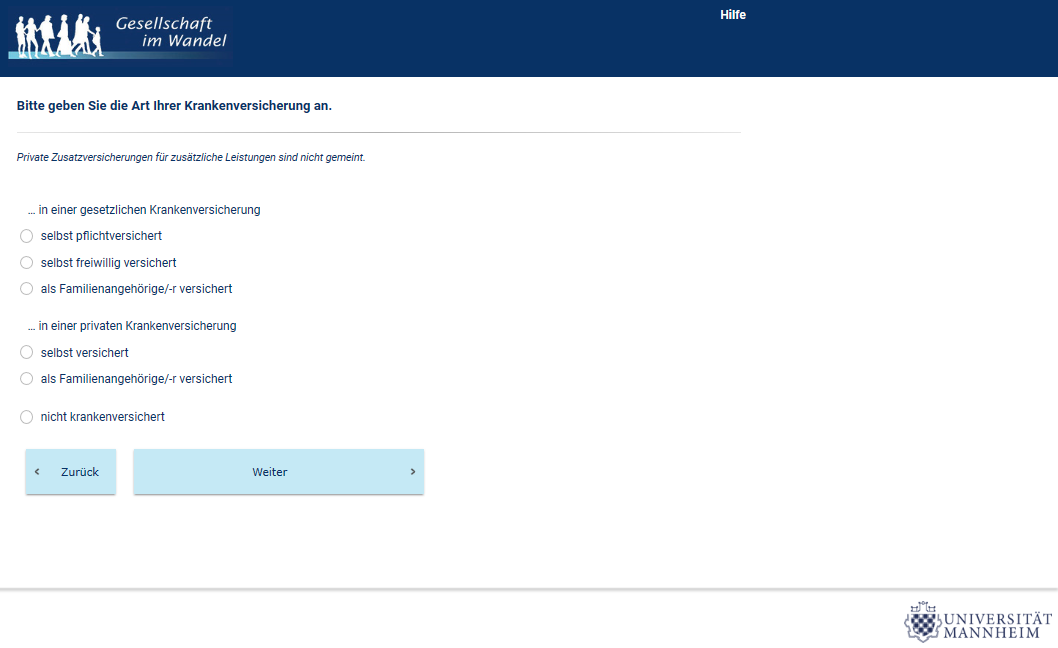 Gesellschaft
im Wandel
Hilfe
Bitte geben Sie die Art Ihrer Krankenversicherung an.
Private Zusatzversicherungen für zusätzliche Leistungen sind nicht gemeint.
... in einer gesetzlichen Krankenversicherung
selbst pflichtversichert
selbst freiwillig versichert
als Familienangehörige/-r versichert
... in einer privaten Krankenversicherung
selbst versichert
als Familienangehörige/-r versichert
nicht krankenversichert
‹ Zurück
Weiter ›
UNIVERSITÄT
MANNHEIM